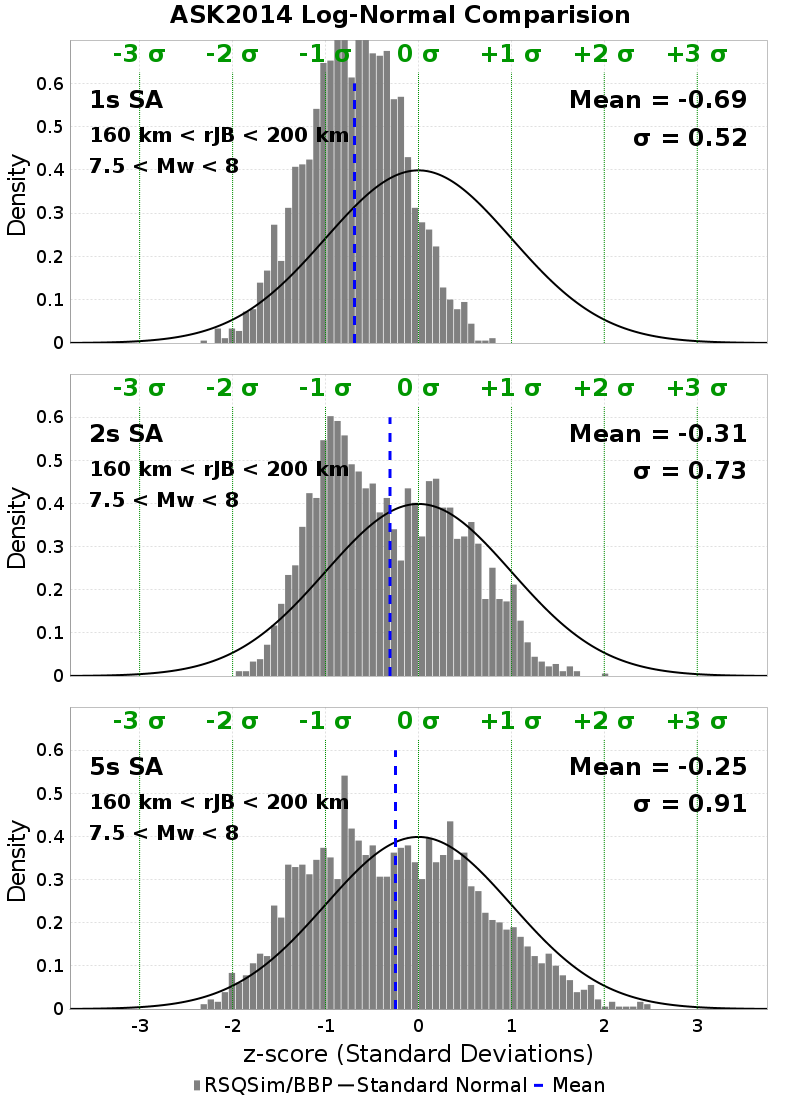 ASK2014 Log-Normal Comparision
-3 σ -2 σ -1 σ 0 σ +1 σ +2 σ +3 σ
1s SA
160 km < rJB < 200 km
7.5 < Mw < 8
Mean = -0.69
σ = 0.52
Density
0.6
0.5
0.4
0.3
0.2
0.1
0
-3 σ -2 σ -1 σ 0 σ +1 σ +2 σ +3 σ
2s SA
160 km < rJB < 200 km
7.5 < Mw < 8
Mean = -0.31
σ = 0.73
Density
0.6
0.5
0.4
0.3
0.2
0.1
0
-3 σ -2 σ -1 σ 0 σ +1 σ +2 σ +3 σ
5s SA
160 km < rJB < 200 km
7.5 < Mw < 8
Mean = -0.25
σ = 0.91
Density
0.6
0.5
0.4
0.3
0.2
0.1
0
-3 -2 -1 0 1 2 3
z-score (Standard Deviations)
RSQSim/BBP Standard Normal Mean